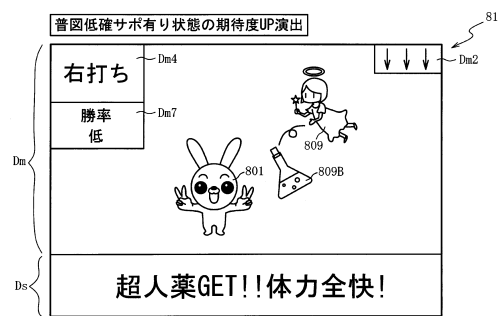 普図低確サポ有り状態の期待度UP演出
81
右打ち
Dm4
Dm2
勝率
低
Dm7
809
Dm
801
809B
Ds
超人薬GET!!体力全快!